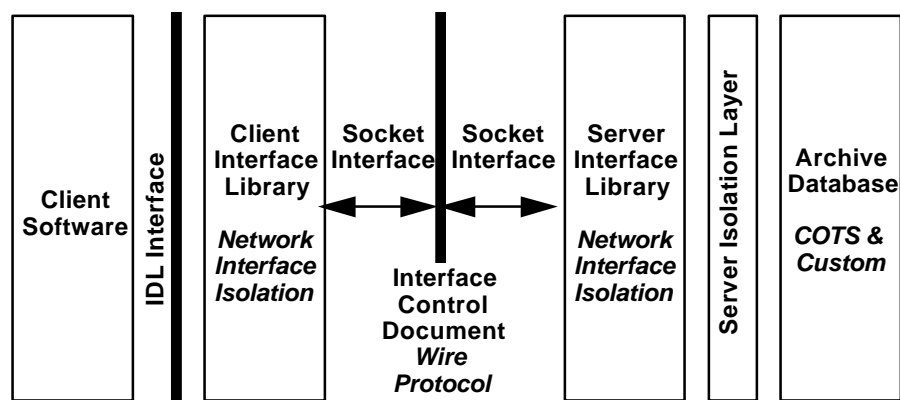 Client
Software
IDL Interface
Client
Interface
Library
Network
Interface
Isolation
Socket
Interface
Interface
Control
Document
Wire
Protocol
Socket
Interface
Server
Interface
Library
Network
Interface
Isolation
Server Isolation Layer
Archive
Database
COTS &
Custom